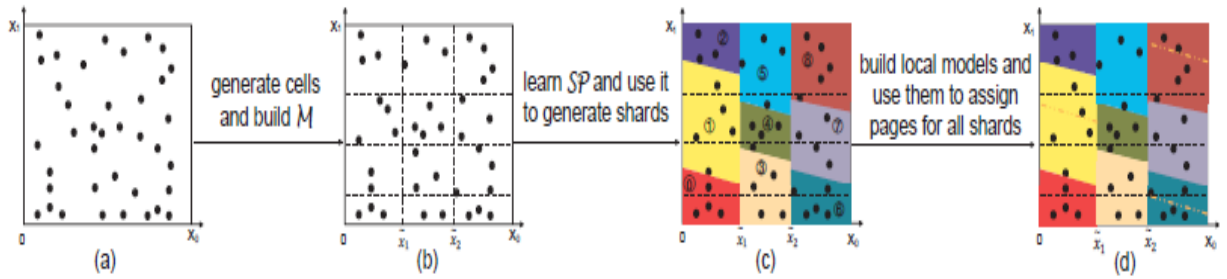 X₁
0
X₀
(a)
generate cells
and build M
X₁
0
x̃₁
x̃₂
X₀
(b)
learn SP and use it
to generate shards
X₁
②
⑤
⑧
①
④
⑦
③
⓪
⑥
0
x̃₁
x̃₂
X₀
(c)
build local models and
use them to assign
pages for all shards
X₁
0
x̃₁
x̃₂
X₀
(d)